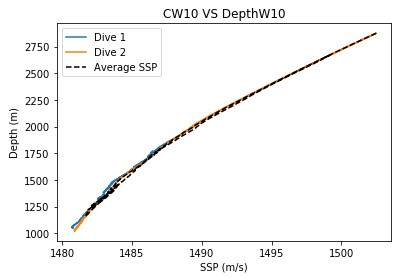 CW10 VS DepthW10
Dive 1
Dive 2
Average SSP
Depth (m)
2750
2500
2250
2000
1750
1500
1250
1000
1480
1485
1490
1495
1500
SSP (m/s)